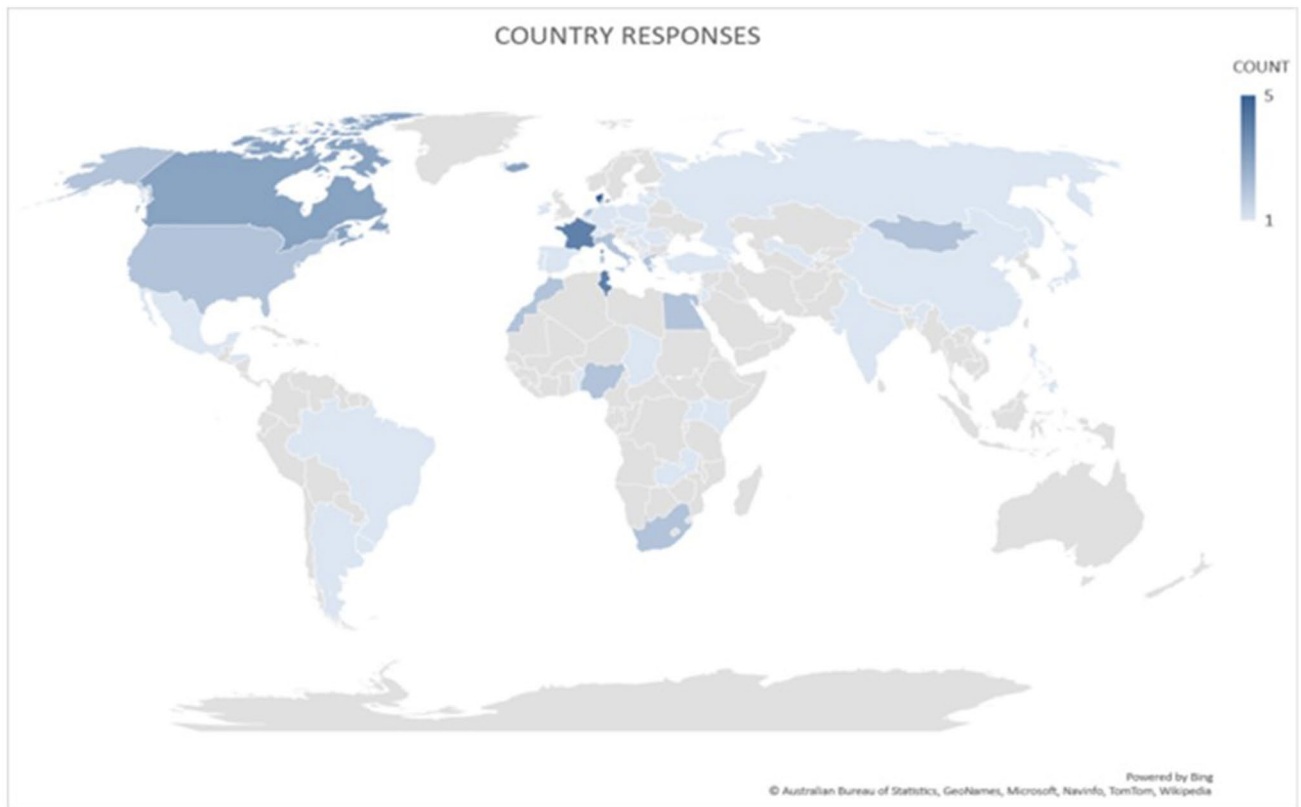 COUNTRY RESPONSES
COUNT
5
1
Powered by Bing
© Australian Bureau of Statistics, GeoNames, Microsoft, Navinfo, TomTom, Wikipedia